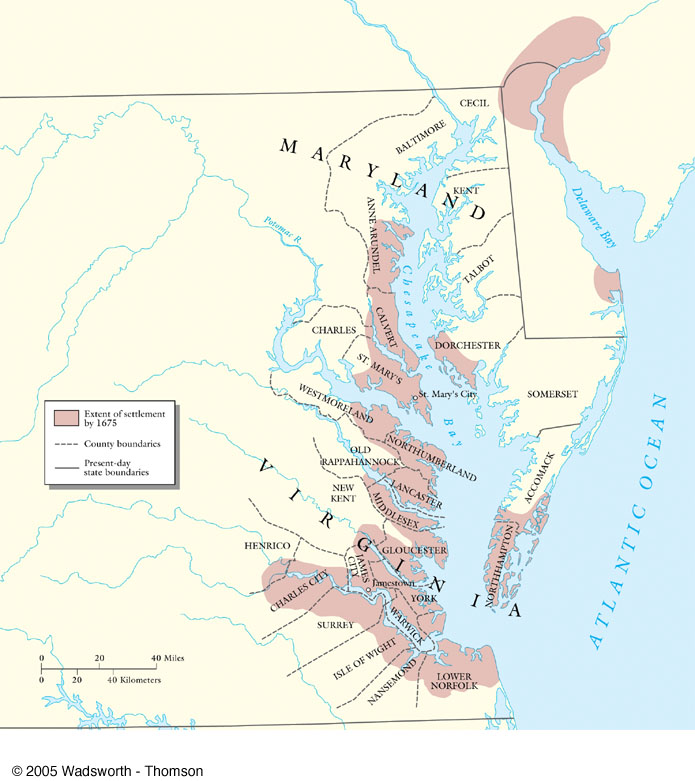 CECIL
BALTIMORE
MARYLAND
KENT
Delaware Bay
ANNE ARUNDEL
Potomac R.
TALBOT
Chesapeake Bay
CALVERT
CHARLES
DORCHESTER
ST. MARY'S
St. Mary's City
SOMERSET
WESTMORELAND
Extent of settlement
by 1675
County boundaries
Present-day
state boundaries
ATLANTIC OCEAN
NORTHUMBERLAND
OLD
RAPPAHANNOCK
ACCOMACK
VIRGINIA
NEW
KENT
LANCASTER
MIDDLESEX
HENRICO
GLOUCESTER
NORTHHAMPTON
JAMES
CITY
CHARLES CITY
Jamestown
YORK
WARWICK
SURREY
ISLE OF WIGHT
NANSEMOND
LOWER
NORFOLK
0 20 40 Miles
0 20 40 Kilometers
© 2005 Wadsworth - Thomson